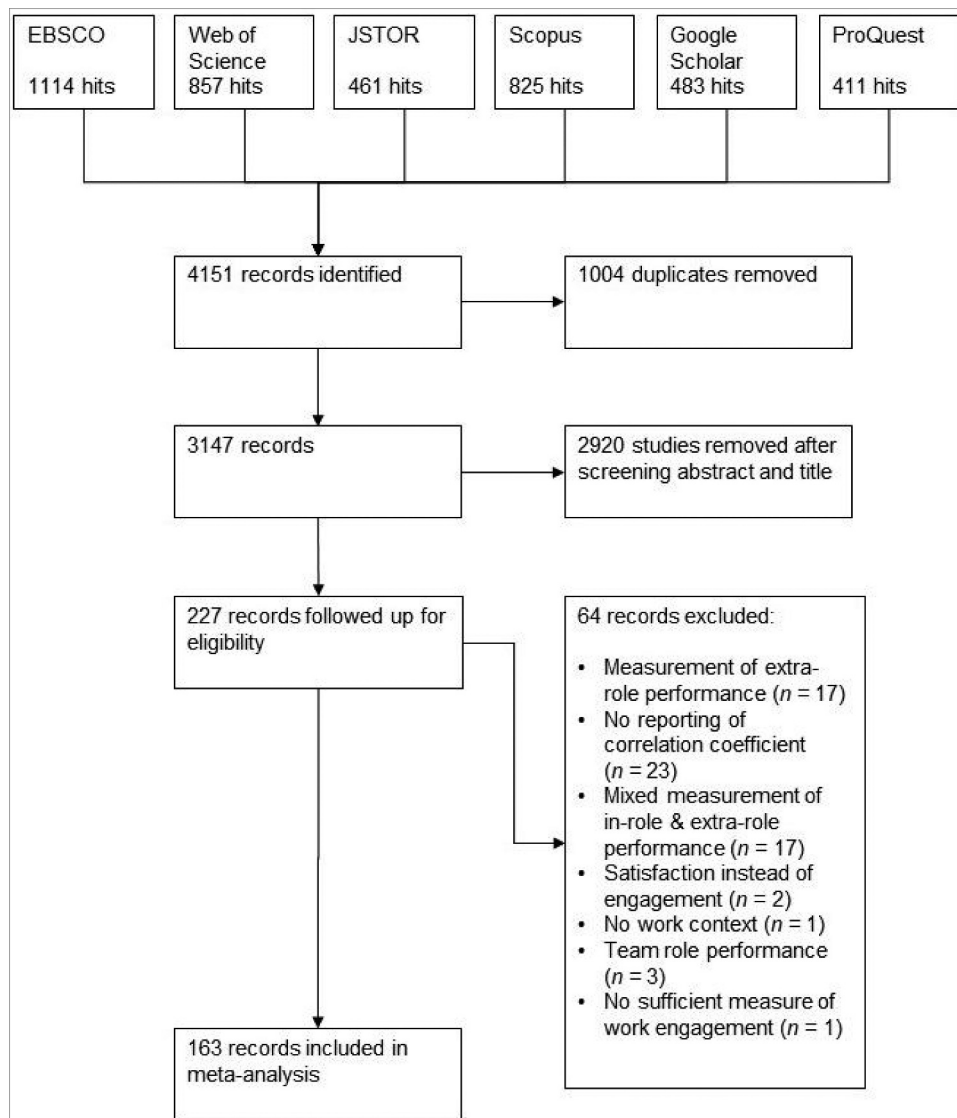 EBSCO
1114 hits
Web of
Science
857 hits
JSTOR
461 hits
Scopus
825 hits
Google
Scholar
483 hits
ProQuest
411 hits
4151 records identified
1004 duplicates removed
3147 records
2920 studies removed after
screening abstract and title
227 records followed up for
eligibility
64 records excluded:
• Measurement of extra-
role performance (n = 17)
• No reporting of
correlation coefficient
(n = 23)
• Mixed measurement of
in-role & extra-role
performance (n = 17)
• Satisfaction instead of
engagement (n = 2)
• No work context (n = 1)
• Team role performance
(n = 3)
• No sufficient measure of
work engagement (n = 1)
163 records included in
meta-analysis